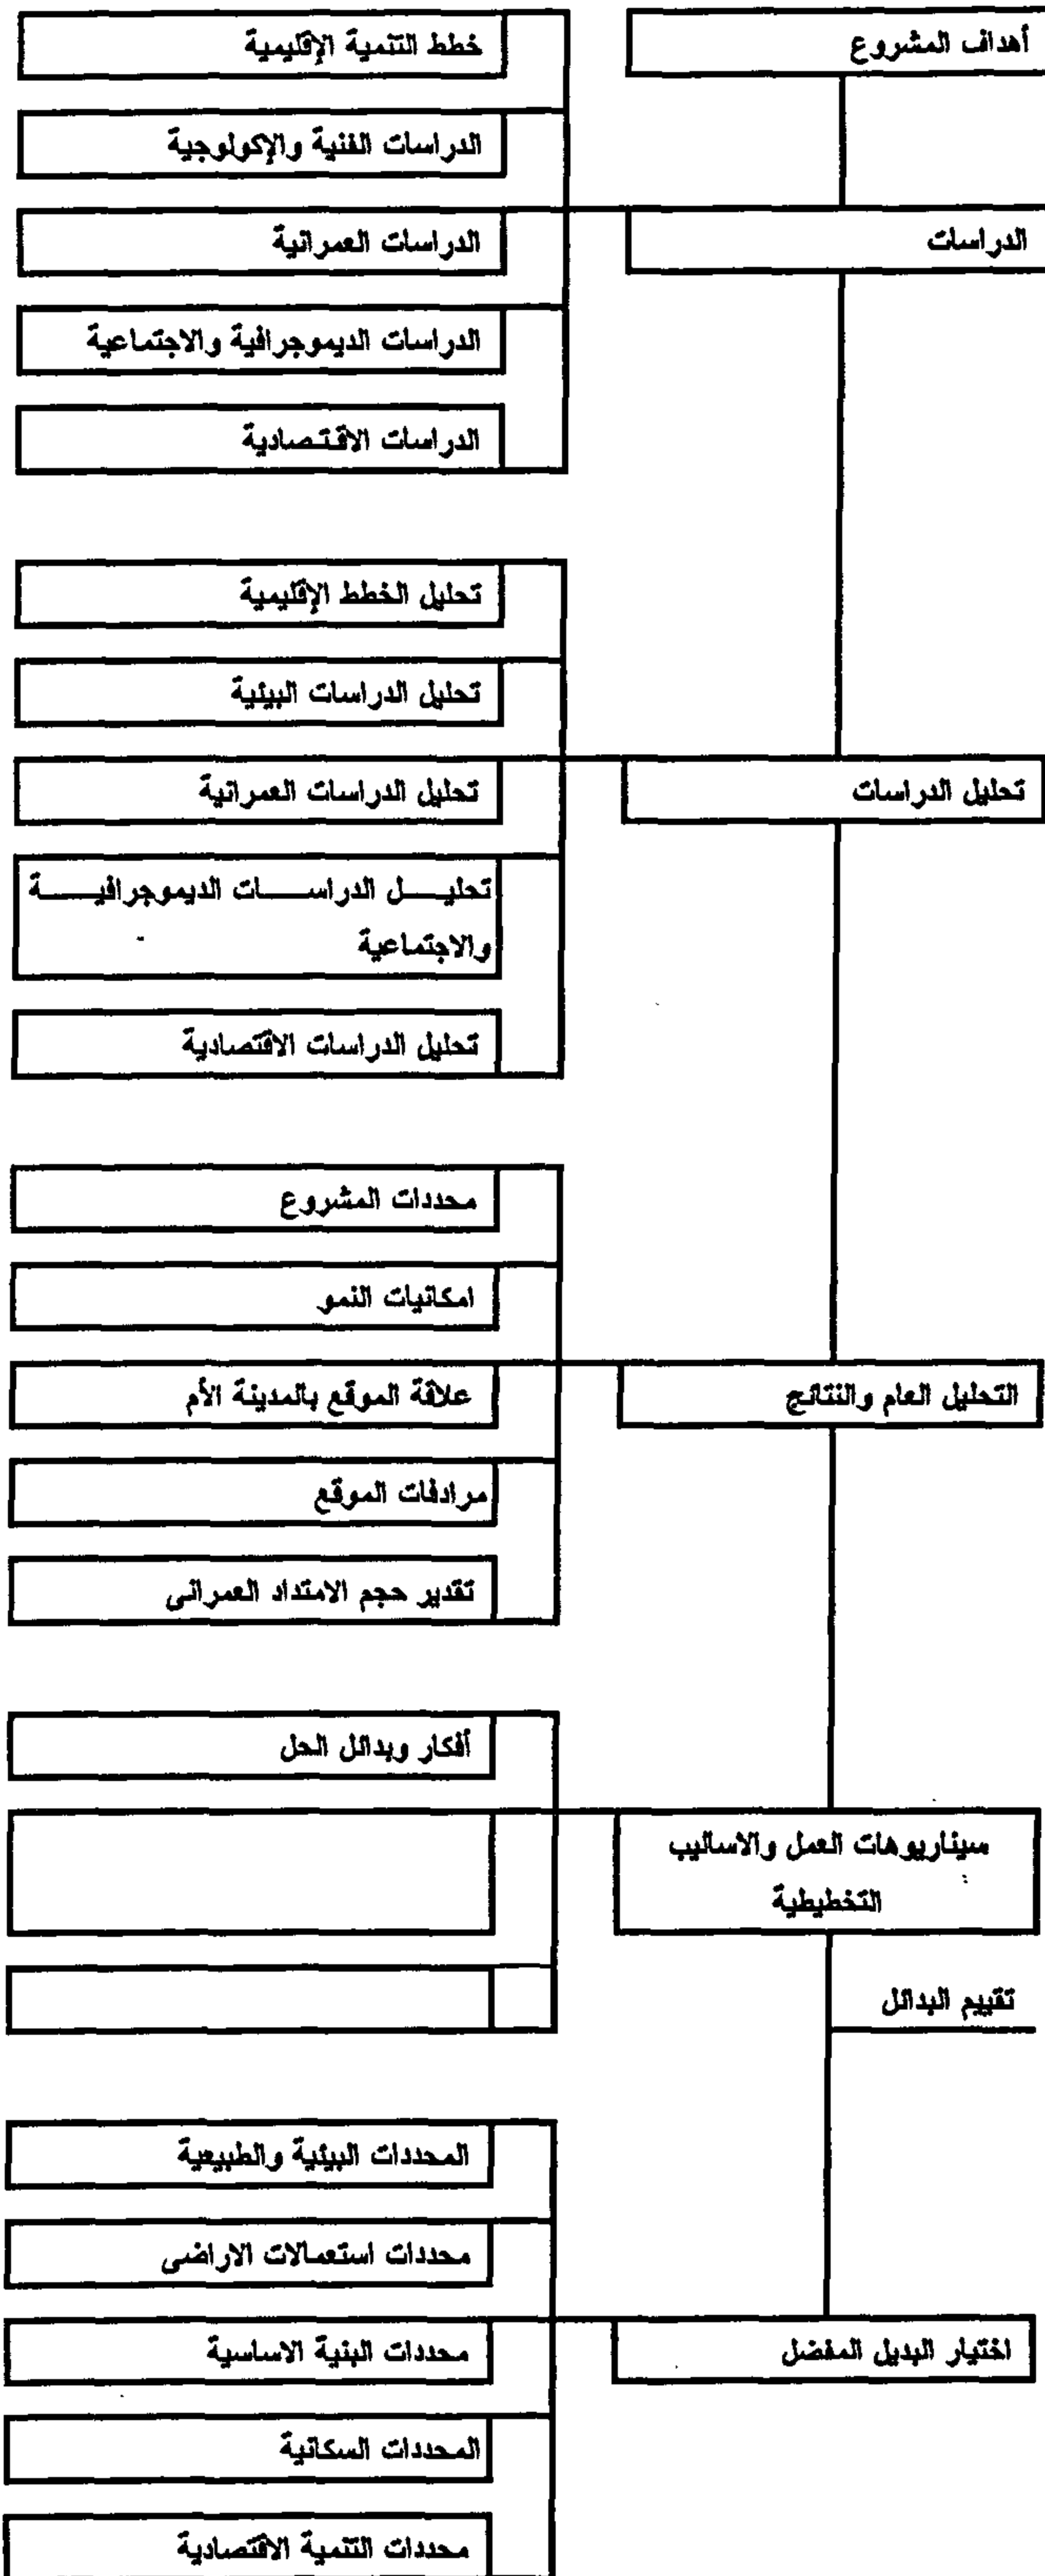 أهداف المشروع
خطط التنمية الإقليمية
الدراسات الفنية والإكولوجية
الدراسات
الدراسات العمرانية
الدراسات الديموجرافية والاجتماعية
الدراسات الاقتصادية
تحليل الخطط الإقليمية
تحليل الدراسات البيئية
تحليل الدراسات
تحليل الدراسات العمرانية
تحليـــــل الدراســـــات الديموجرافيـــــة
والاجتماعية
تحليل الدراسات الاقتصادية
محددات المشروع
امكانيات النمو
التحليل العام والنتائج
علاقة الموقع بالمدينة الأم
مرادفات الموقع
تقدير حجم الامتداد العمرانى
أفكار وبدائل الحل
سيناريوهات العمل والاساليب
التخطيطية
تقييم البدائل
المحددات البيئية والطبيعية
محددات استعمالات الاراضى
اختيار البديل المفضل
محددات البنية الاساسية
المحددات السكانية
محددات التنمية الاقتصادية